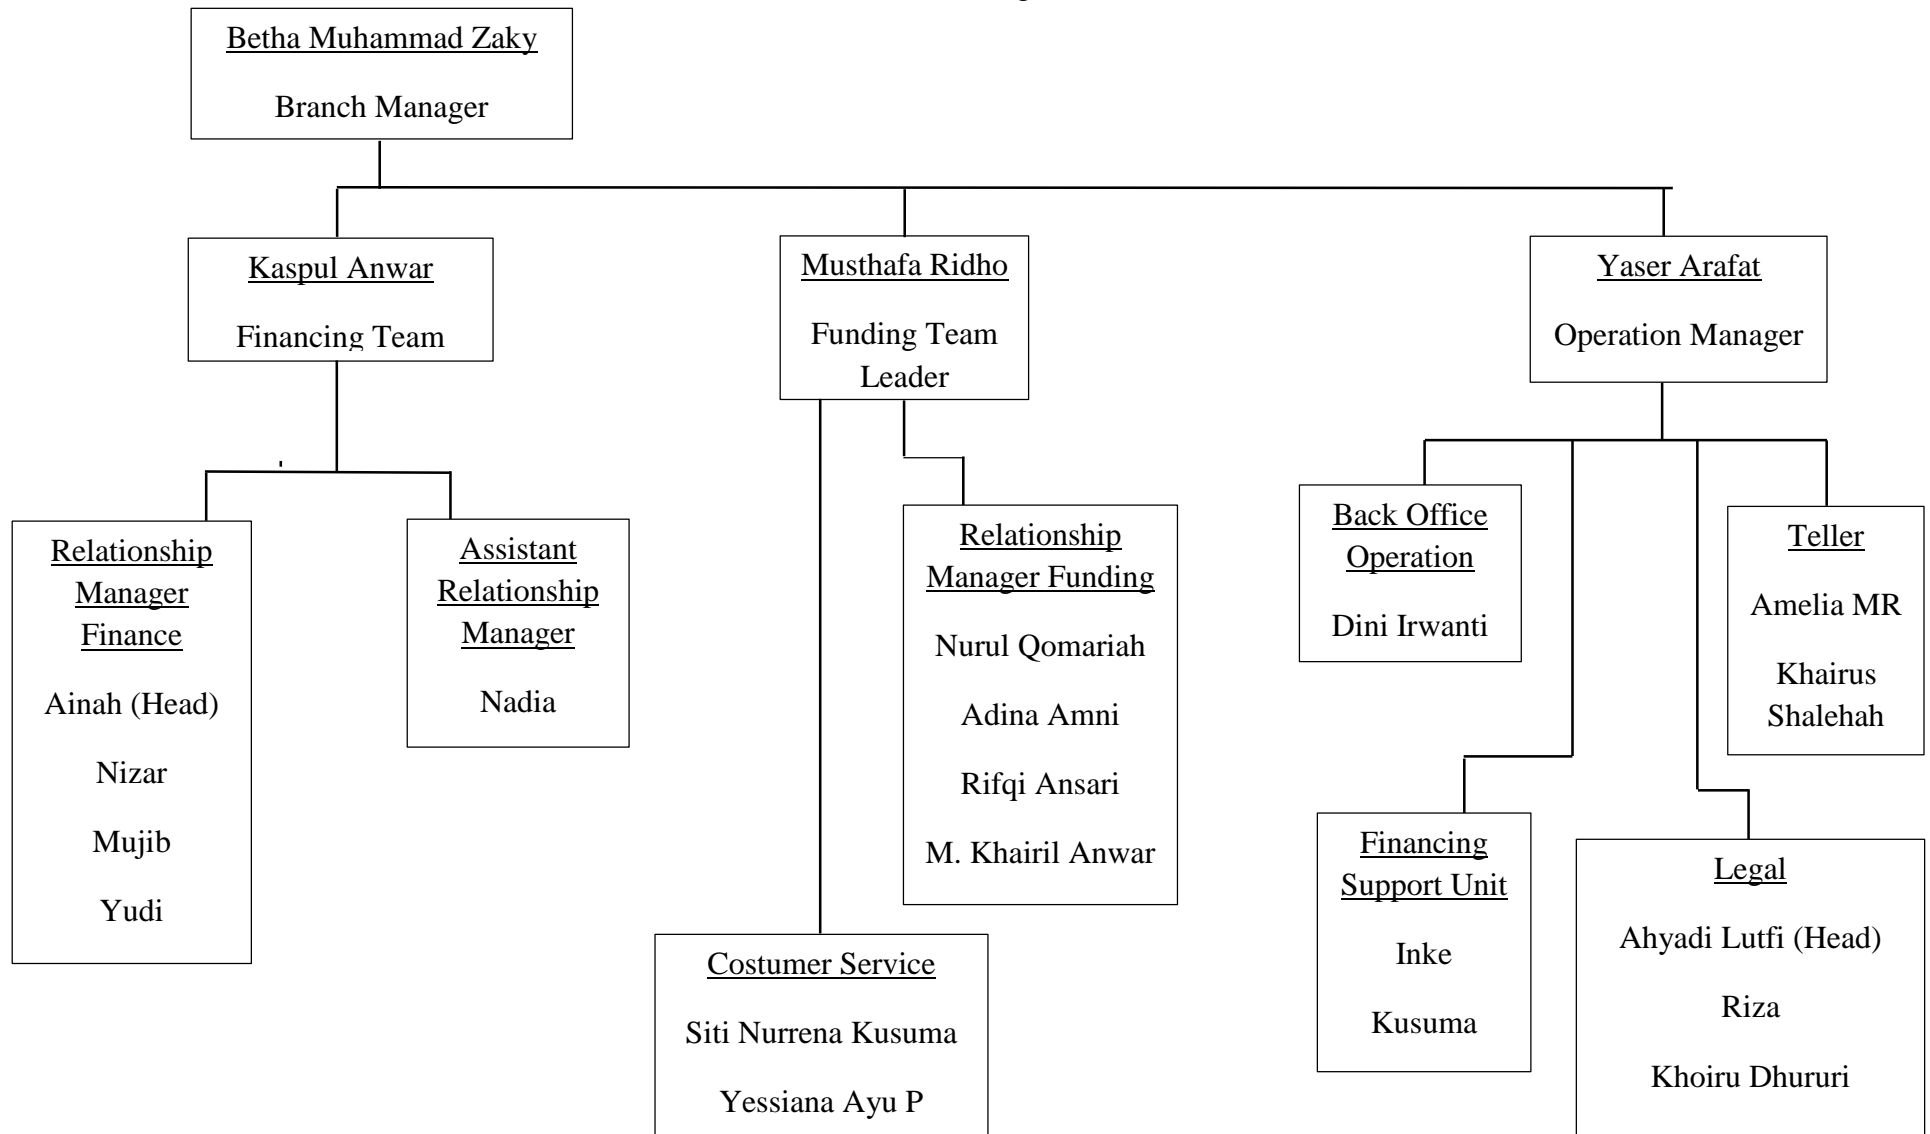 Betha Muhammad Zaky
Branch Manager
Kaspul Anwar
Financing Team
Musthafa Ridho
Funding Team
Leader
Yaser Arafat
Operation Manager
Relationship
Manager
Finance
Ainah (Head)
Nizar
Mujib
Yudi
Assistant
Relationship
Manager
Nadia
Costumer Service
Siti Nurrena Kusuma
Yessiana Ayu P
Relationship
Manager Funding
Nurul Qomariah
Adina Amni
Rifqi Ansari
M. Khairil Anwar
Back Office
Operation
Dini Irwanti
Financing
Support Unit
Inke
Kusuma
Legal
Ahyadi Lutfi (Head)
Riza
Khoiru Dhururi
Teller
Amelia MR
Khairus
Shalehah